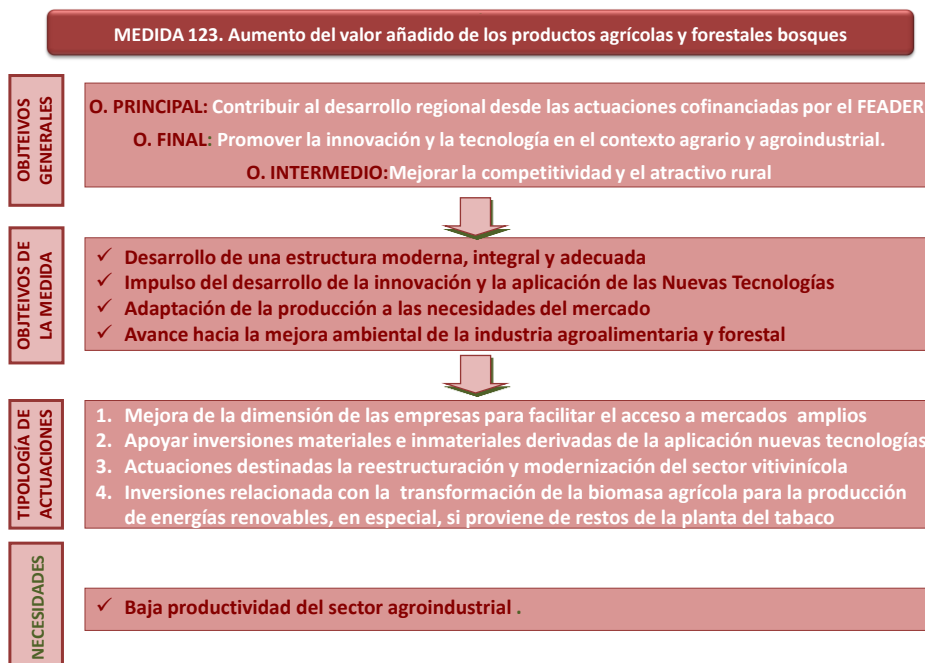 MEDIDA 123. Aumento del valor añadido de los productos agrícolas y forestales bosques
OBJTEIVOS
GENERALES
O. PRINCIPAL: Contribuir al desarrollo regional desde las actuaciones cofinanciadas por el FEADER
O. FINAL: Promover la innovación y la tecnología en el contexto agrario y agroindustrial.
O. INTERMEDIO:Mejorar la competitividad y el atractivo rural
OBJTEIVOS DE
LA MEDIDA
✓ Desarrollo de una estructura moderna, integral y adecuada
✓ Impulso del desarrollo de la innovación y la aplicación de las Nuevas Tecnologías
✓ Adaptación de la producción a las necesidades del mercado
✓ Avance hacia la mejora ambiental de la industria agroalimentaria y forestal
TIPOLOGÍA DE
ACTUACIONES
1. Mejora de la dimensión de las empresas para facilitar el acceso a mercados amplios
2. Apoyar inversiones materiales e inmateriales derivadas de la aplicación nuevas tecnologías
3. Actuaciones destinadas la reestructuración y modernización del sector vitivinícola
4. Inversiones relacionada con la transformación de la biomasa agrícola para la producción
de energías renovables, en especial, si proviene de restos de la planta del tabaco
NECESIDADES
✓ Baja productividad del sector agroindustrial .